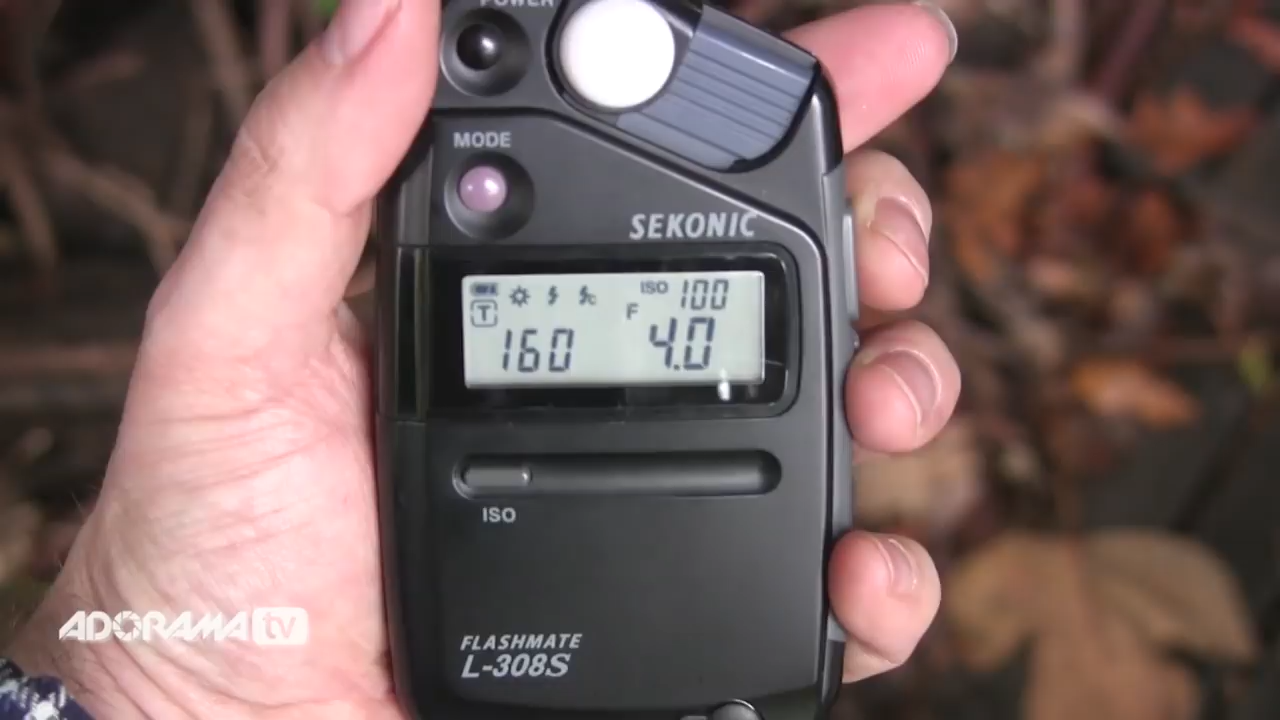 POWER
MODE
SEKONIC
ISO 100
T
F
160 4.0
ISO
ADORAMA tv
FLASHMATE
L-308S